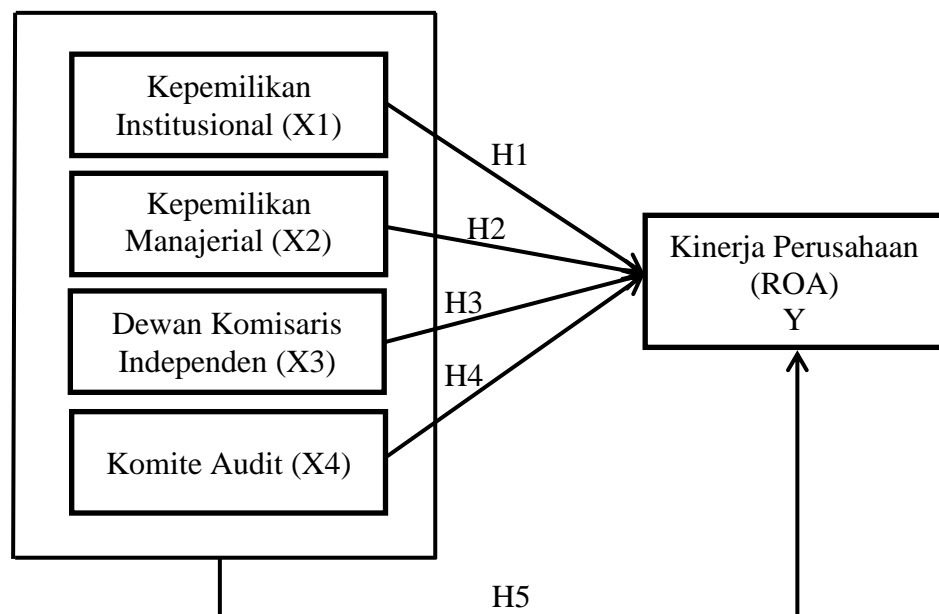 Kepemilikan
Institusional (X1)
H1
Kepemilikan
Manajerial (X2)
H2
Kinerja Perusahaan
(ROA)
Y
Dewan Komisaris
Independen (X3)
H3
H4
Komite Audit (X4)
H5